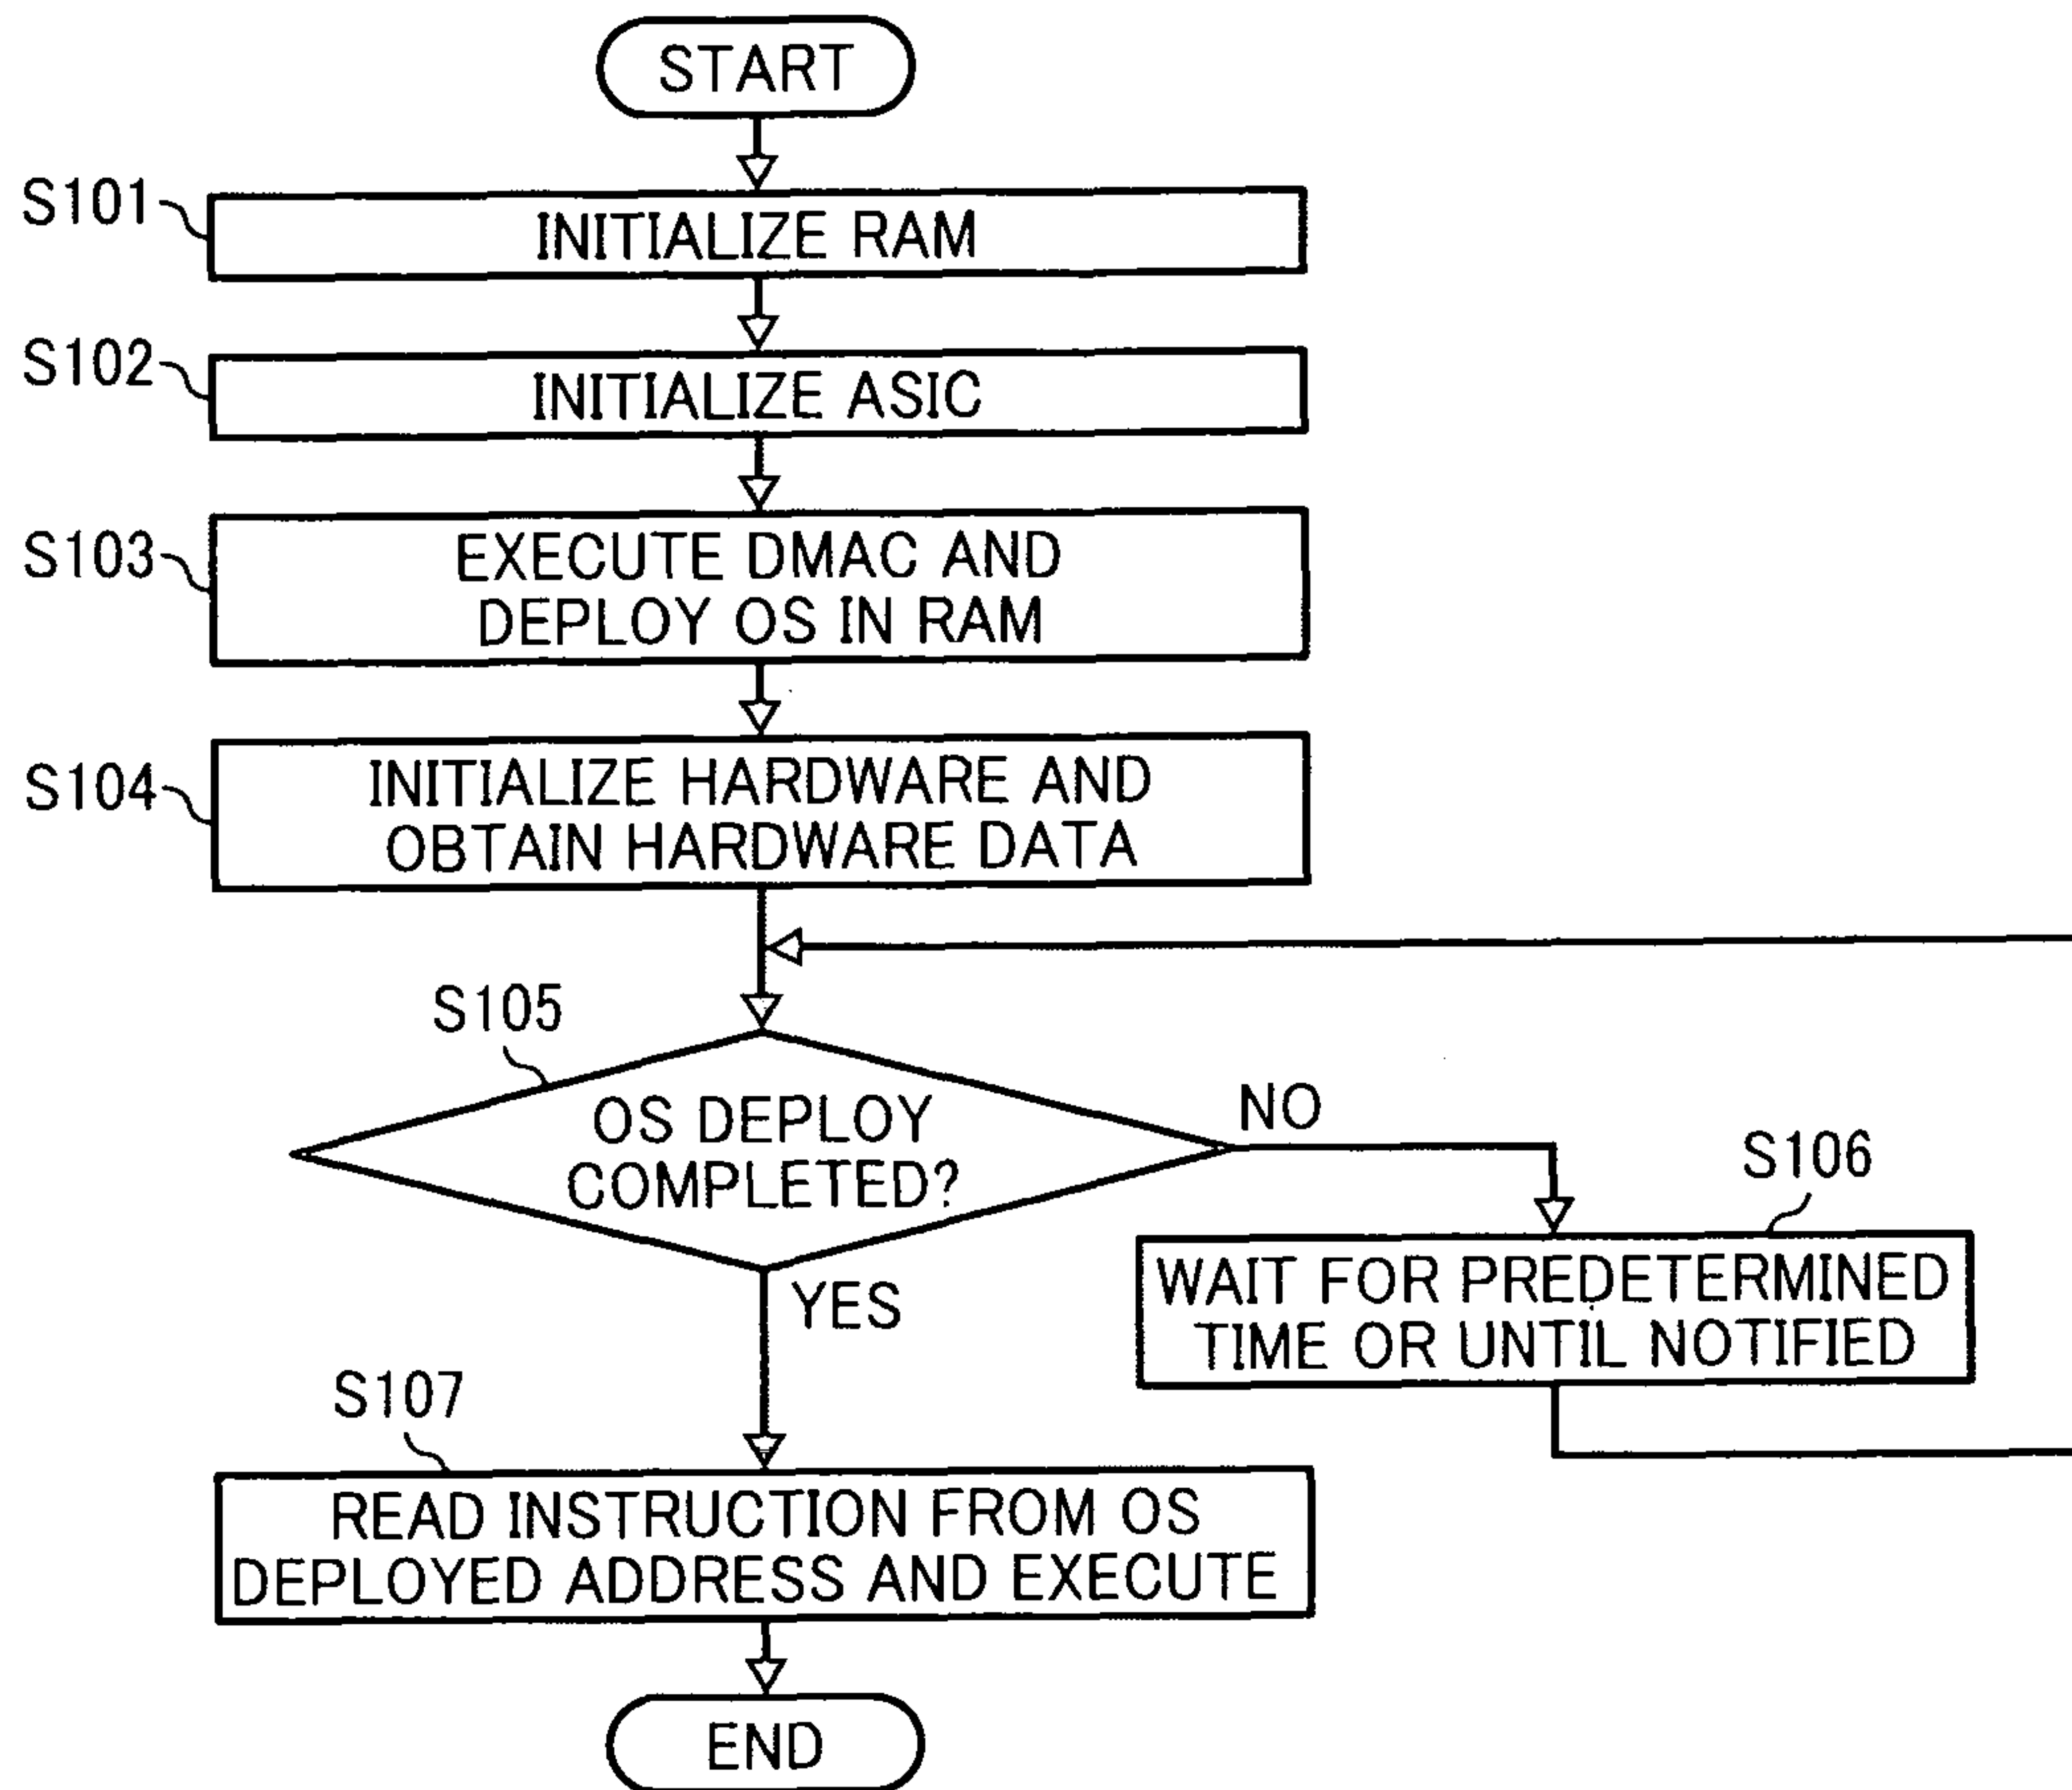 START
S101
INITIALIZE RAM
S102
INITIALIZE ASIC
S103
EXECUTE DMAC AND
DEPLOY OS IN RAM
S104
INITIALIZE HARDWARE AND
OBTAIN HARDWARE DATA
S105
OS DEPLOY
COMPLETED?
NO
S106
WAIT FOR PREDETERMINED
TIME OR UNTIL NOTIFIED
YES
S107
READ INSTRUCTION FROM OS
DEPLOYED ADDRESS AND EXECUTE
END